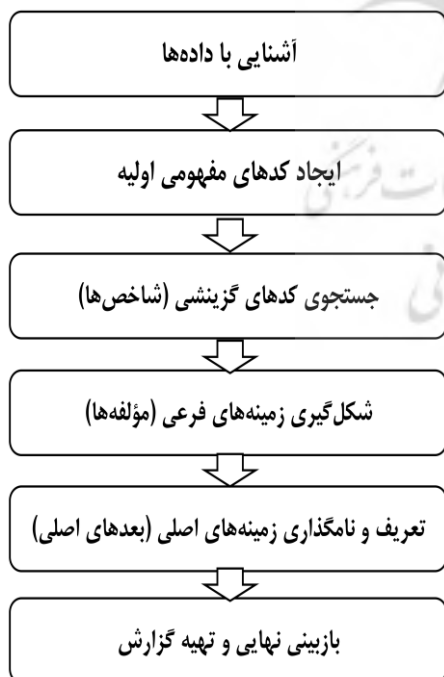 آشنایی با داده‌ها
ایجاد کدهای مفهومی اولیه
جستجوی کدهای گزینشی (شاخص‌ها)
شکل‌گیری زمینه‌های فرعی (مؤلفه‌ها)
تعریف و نامگذاری زمینه‌های اصلی (بعدهای اصلی)
بازبینی نهایی و تهیه گزارش